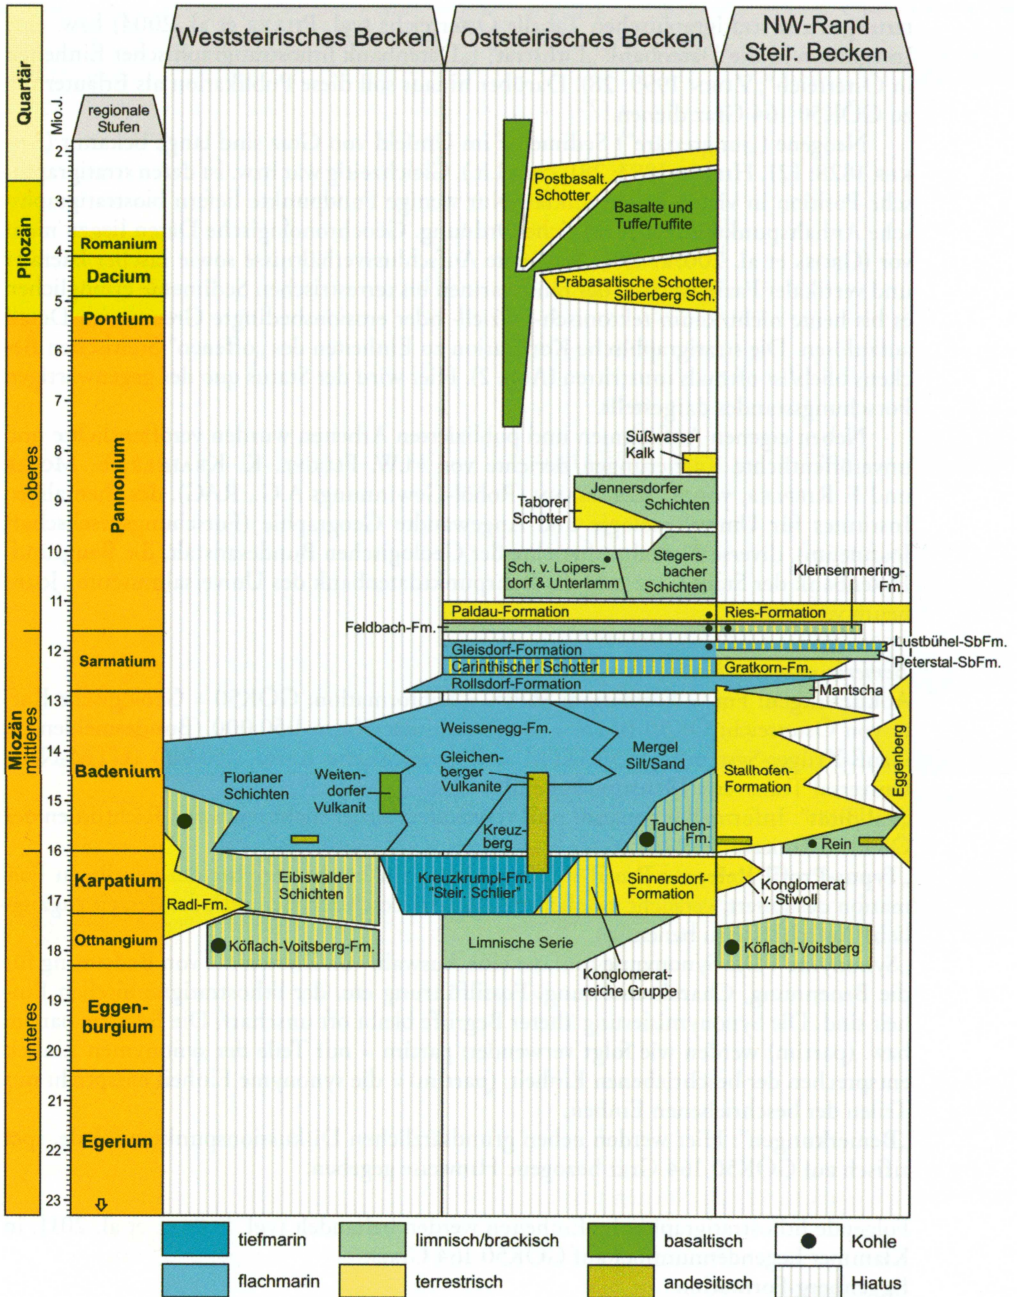 Weststeirisches Becken
Oststeirisches Becken
NW-Rand
Steir. Becken
Quartär
Pliozän
Miozän
oberes
mittleres
unteres
Mio.J.
regionale
Stufen
2
3
4
5
6
7
8
9
10
11
12
13
14
15
16
17
18
19
20
21
22
23
Romanium
Dacium
Pontium
Pannonium
Sarmatium
Badenium
Karpatium
Ottnangium
Eggen-
burgium
Egerium
Postbasalt.
Schotter
Basalte und
Tuffe/Tuffite
Präbasaltische Schotter,
Silberberg Sch.
Süßwasser
Kalk
Jennersdorfer
Schichten
Taborer
Schotter
Sch. v. Loipers-
dorf & Unterlamm
Stegers-
bacher
Schichten
Kleinsemmering-
Fm.
Paldau-Formation
Ries-Formation
Feldbach-Fm.
Gleisdorf-Formation
Lustbühel-SbFm.
Carinthischer Schotter
Gratkorn-Fm.
Peterstal-SbFm.
Rollsdorf-Formation
Mantscha
Weissenegg-Fm.
Florianer
Schichten
Weiten-
dorfer
Vulkanit
Gleichen-
berger
Vulkanite
Mergel
Silt/Sand
Stallhofen-
Formation
Eggenberg
Kreuz-
berg
Tauchen-
Fm.
Rein
Radl-Fm.
Eibiswalder
Schichten
Kreuzkrumpl-Fm.
"Steir. Schlier"
Sinnersdorf-
Formation
Konglomerat
v. Stiwoll
Köflach-Voitsberg-Fm.
Limnische Serie
Köflach-Voitsberg
Konglomerat-
reiche Gruppe
tiefmarin
limnisch/brackisch
basaltisch
Kohle
flachmarin
terrestrisch
andesitisch
Hiatus